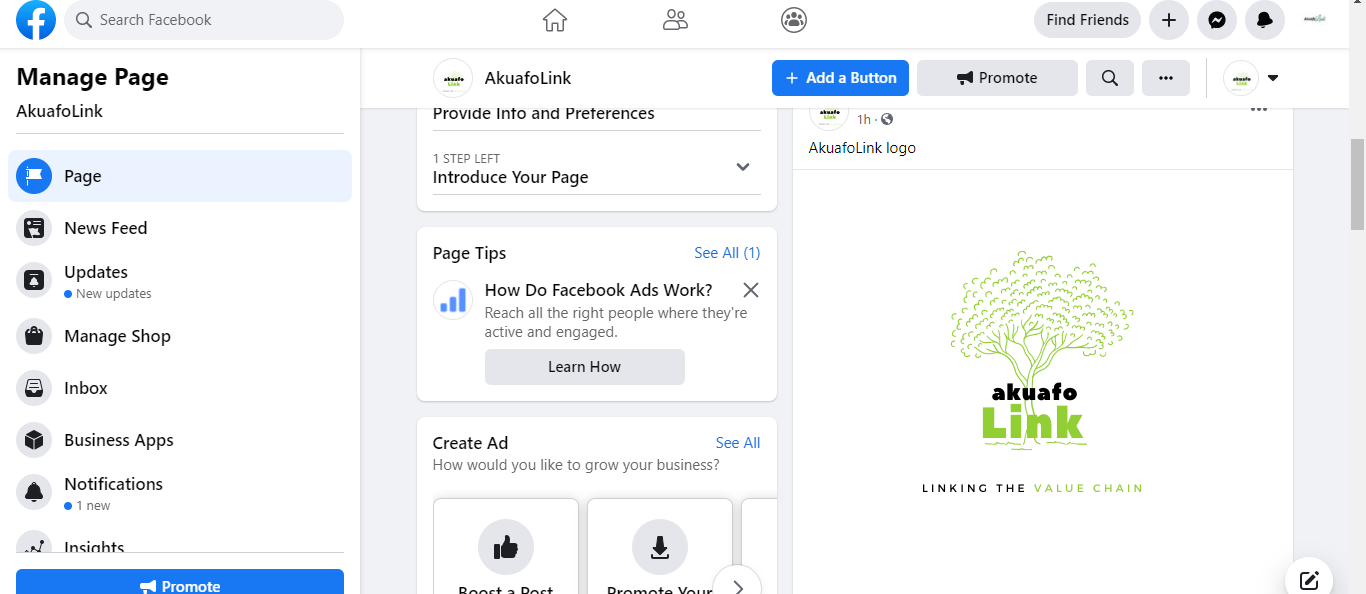 Search Facebook
Find Friends
Manage Page
AkuafoLink
Page
News Feed
Updates
New updates
Manage Shop
Inbox
Business Apps
Notifications
1 new
Insights
Promote
akuafo
Link
AkuafoLink
+ Add a Button
Promote
Provide Info and Preferences
1 STEP LEFT
Introduce Your Page
Page Tips
See All (1)
How Do Facebook Ads Work?
Reach all the right people where they're
active and engaged.
Learn How
Create Ad
See All
How would you like to grow your business?
Boost a Post
Promote Your
akuafo
Link
1h ·
AkuafoLink logo
akuafo
Link
LINKING THE VALUE CHAIN